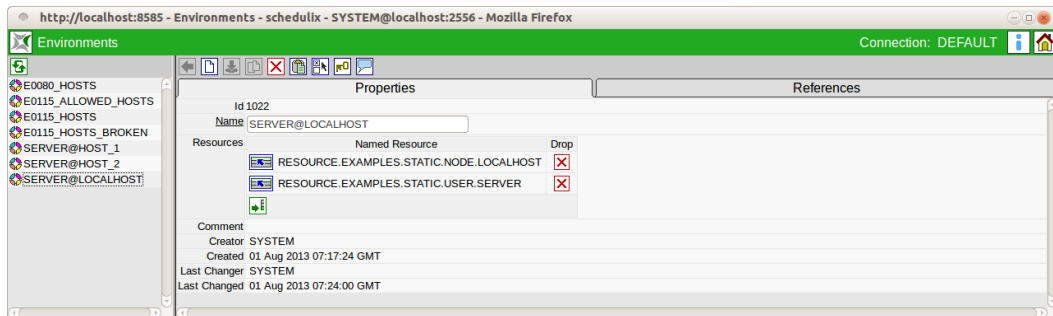 http://localhost:8585 - Environments - schedulix - SYSTEM@localhost:2556 - Mozilla Firefox
Environments
Connection: DEFAULT
E0080_HOSTS
E0115_ALLOWED_HOSTS
E0115_HOSTS
E0115_HOSTS_BROKEN
SERVER@HOST_1
SERVER@HOST_2
SERVER@LOCALHOST
Properties
References
Id 1022
Name SERVER@LOCALHOST
Resources Named Resource Drop
RESOURCE.EXAMPLES.STATIC.NODE.LOCALHOST
RESOURCE.EXAMPLES.STATIC.USER.SERVER
Comment
Creator SYSTEM
Created 01 Aug 2013 07:17:24 GMT
Last Changer SYSTEM
Last Changed 01 Aug 2013 07:24:00 GMT